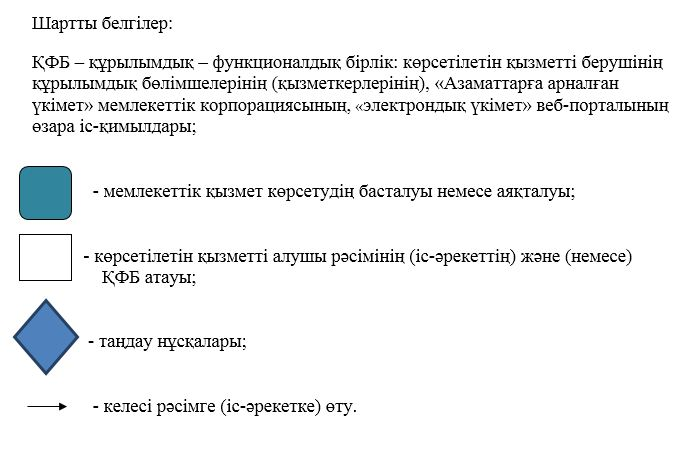 Шартты белгілер:
ҚФБ – құрылымдық – функционалдық бірлік: көрсетілетін қызметті берушінің
құрылымдық бөлімшелерінің (қызметкерлерінің), «Азаматтарға арналған
үкімет» мемлекеттік корпорациясының, «электрондық үкімет» веб-порталының
өзара іс-қимылдары;
- мемлекеттік қызмет көрсетудің басталуы немесе аяқталуы;
- көрсетілетін қызметті алушы рәсімінің (іс-әрекеттің) және (немесе)
ҚФБ атауы;
- таңдау нұсқалары;
- келесі рәсімге (іс-әрекетке) өту.